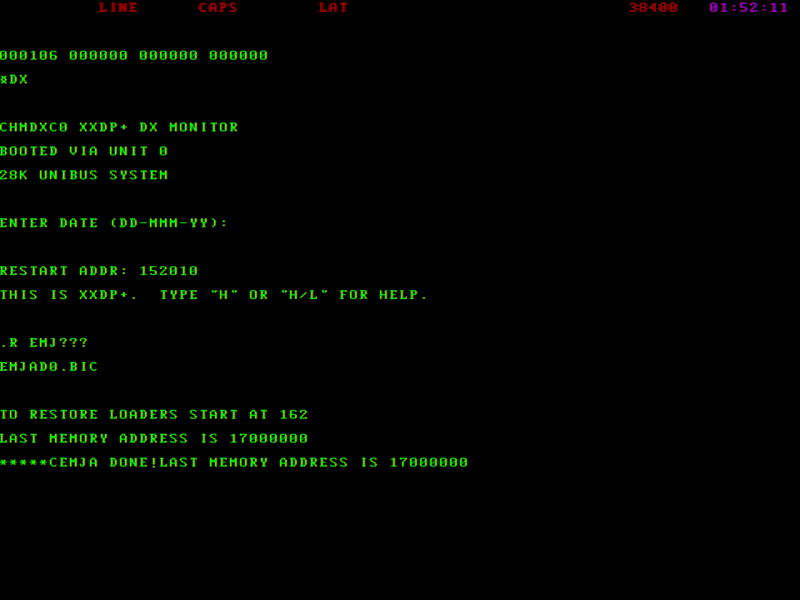 LINE CAPS LAT 38400 01:52:11
000106 000000 000000 000000
*DX
CHMDXC0 XXDP+ DX MONITOR
BOOTED VIA UNIT 0
28K UNIBUS SYSTEM
ENTER DATE (DD-MMM-YY):
RESTART ADDR: 152010
THIS IS XXDP+.  TYPE "H" OR "H/L" FOR HELP.
.R EMJ???
EMJAD0.BIC
TO RESTORE LOADERS START AT 162
LAST MEMORY ADDRESS IS 17000000
*****CEMJA DONE!LAST MEMORY ADDRESS IS 17000000